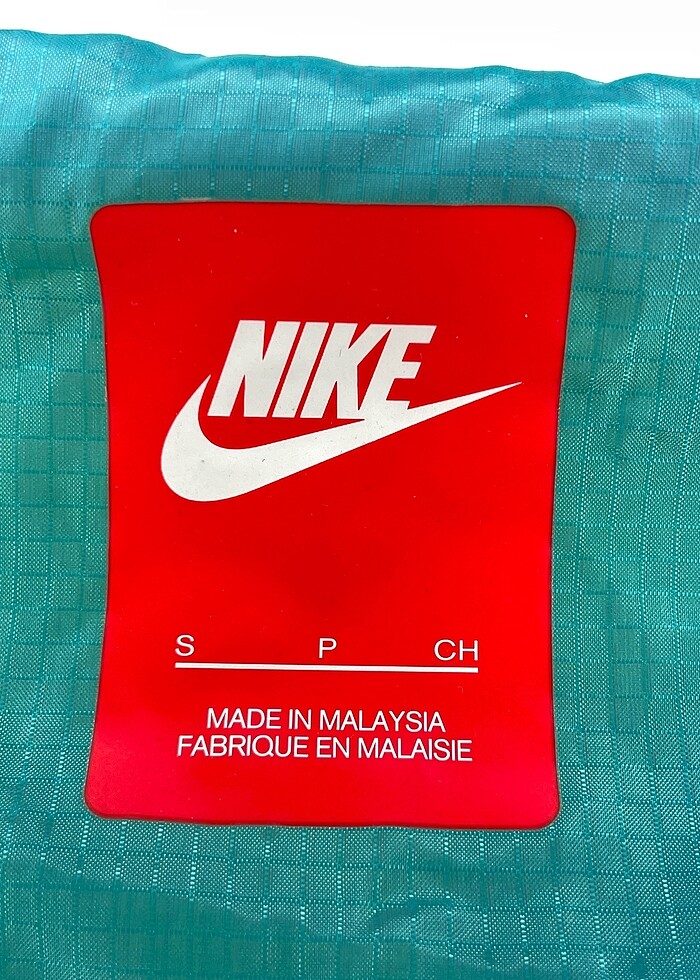 NIKE
S P CH
MADE IN MALAYSIA
FABRIQUE EN MALAISIE